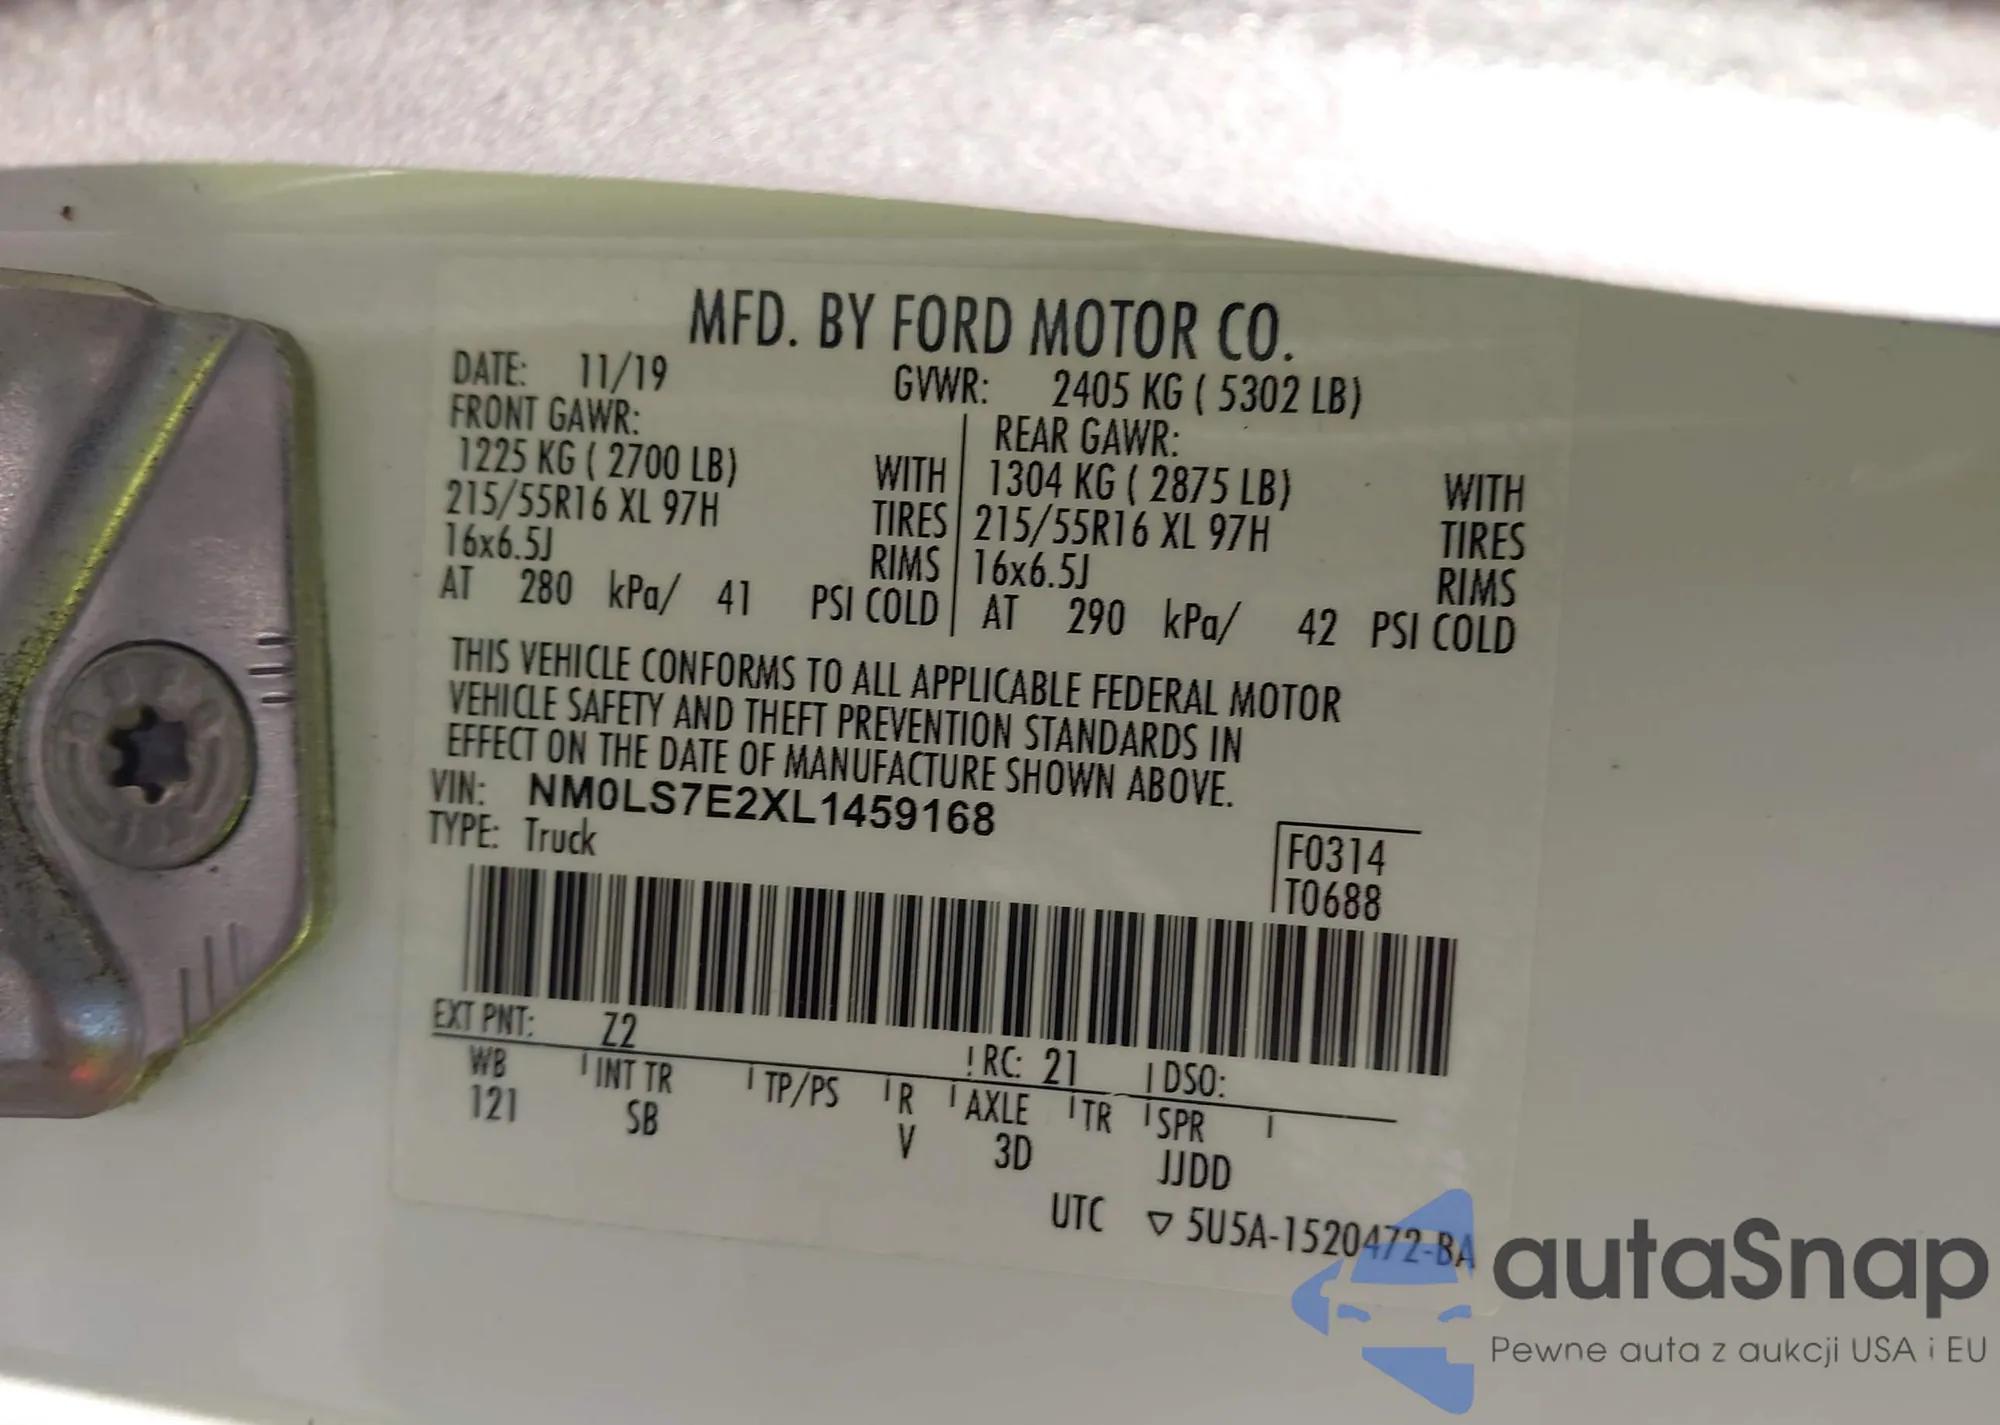 MFD. BY FORD MOTOR CO.
DATE: 11/19 GVWR: 2405 KG ( 5302 LB)
FRONT GAWR: REAR GAWR:
1225 KG ( 2700 LB) WITH 1304 KG ( 2875 LB) WITH
215/55R16 XL 97H TIRES 215/55R16 XL 97H TIRES
16x6.5J RIMS 16x6.5J RIMS
AT 280 kPa/ 41 PSI COLD AT 290 kPa/ 42 PSI COLD
THIS VEHICLE CONFORMS TO ALL APPLICABLE FEDERAL MOTOR
VEHICLE SAFETY AND THEFT PREVENTION STANDARDS IN
EFFECT ON THE DATE OF MANUFACTURE SHOWN ABOVE.
VIN: NM0LS7E2XL1459168
TYPE: Truck
F0314
T0688
EXT PNT: Z2 RC: 21 DSO:
WB INT TR TP/PS R AXLE TR SPR
121 SB V 3D JJDD
UTC ▽ 5U5A-1520472-BA
autaSnap
Pewne auta z aukcji USA i EU